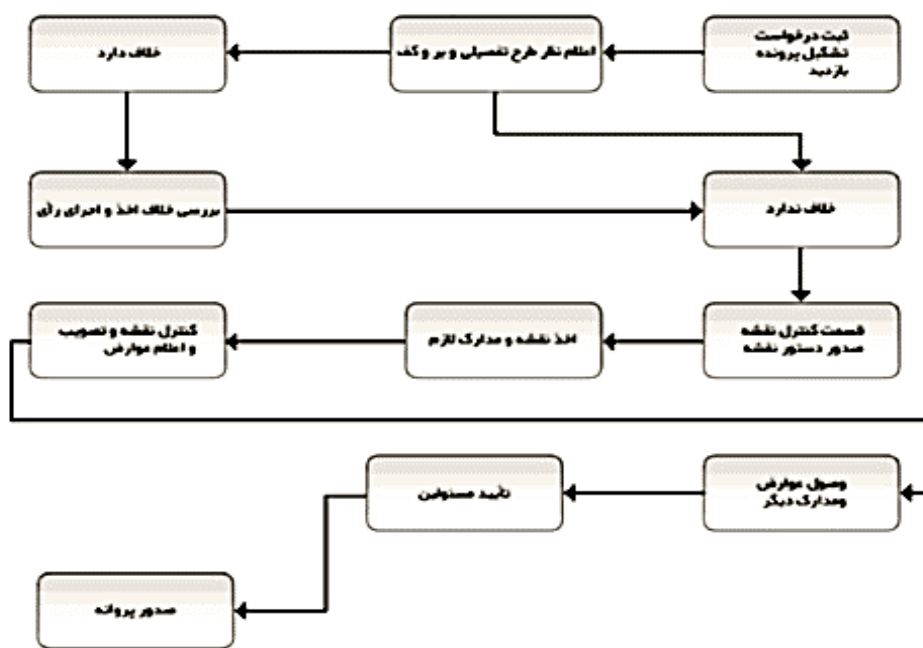 ثبت درخواست
تشکیل پرونده
بازدید
اعلام نظر طرح تفصیلی و بر و کف
خلاف دارد
بررسی خلاف اخذ و اجرای رأی
خلاف ندارد
قسمت کنترل نقشه
صدور دستور نقشه
اخذ نقشه و مدارک لازم
کنترل نقشه و تصویب
و اعلام عوارض
وصول عوارض
ومدارک دیگر
تأیید مسئولین
صدور پروانه